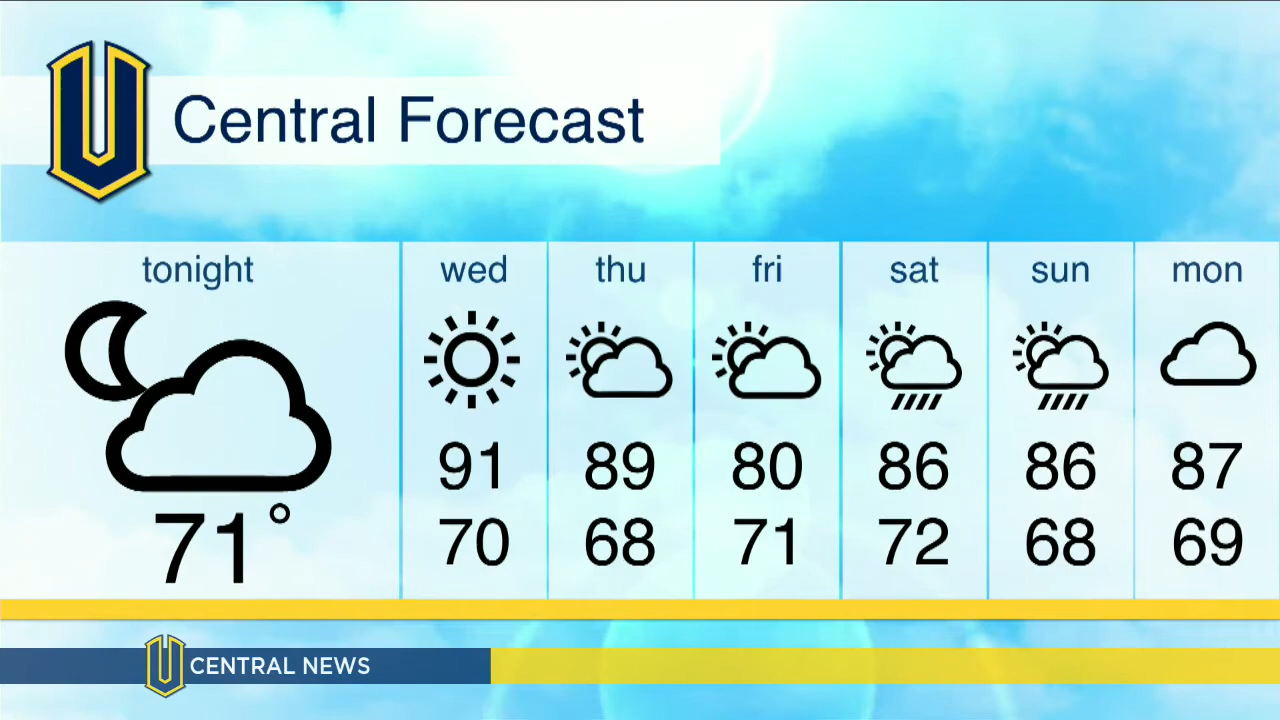 U Central Forecast
tonight wed thu fri sat sun mon
91 89 80 86 86 87
71° 70 68 71 72 68 69
U CENTRAL NEWS